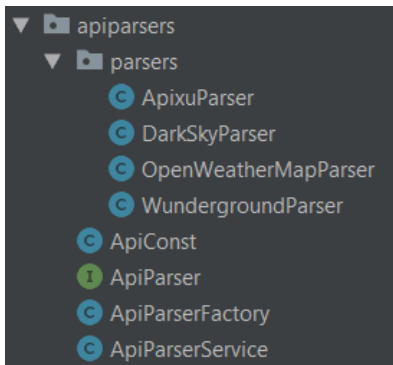 apiparsers
parsers
ApixuParser
DarkSkyParser
OpenWeatherMapParser
WundergroundParser
ApiConst
ApiParser
ApiParserFactory
ApiParserService